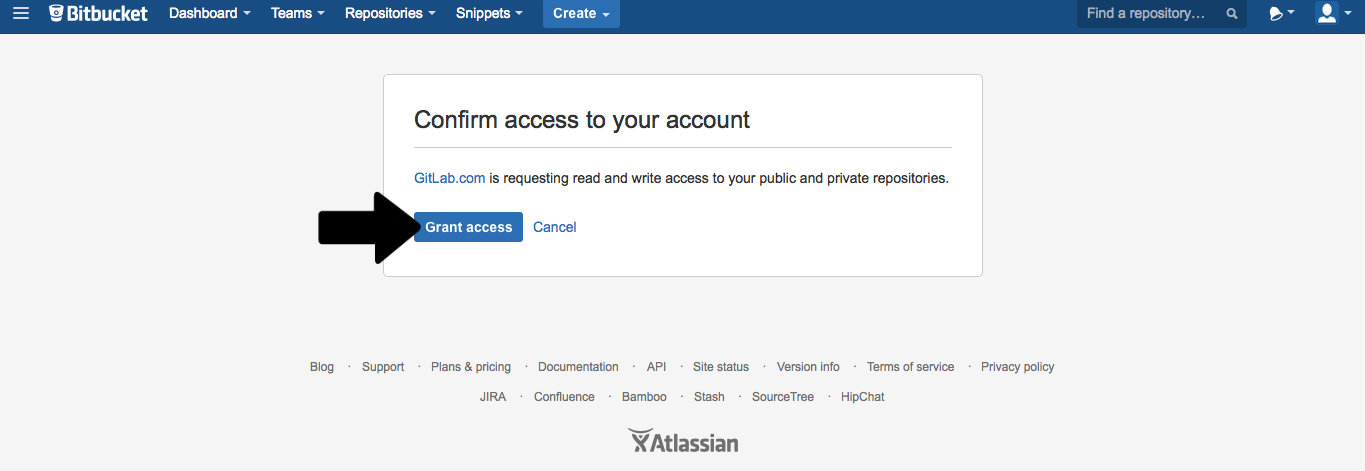 Bitbucket Dashboard Teams Repositories Snippets Create Find a repository...
Confirm access to your account
GitLab.com is requesting read and write access to your public and private repositories.
Grant access Cancel
Blog · Support · Plans & pricing · Documentation · API · Site status · Version info · Terms of service · Privacy policy
JIRA · Confluence · Bamboo · Stash · SourceTree · HipChat
Atlassian